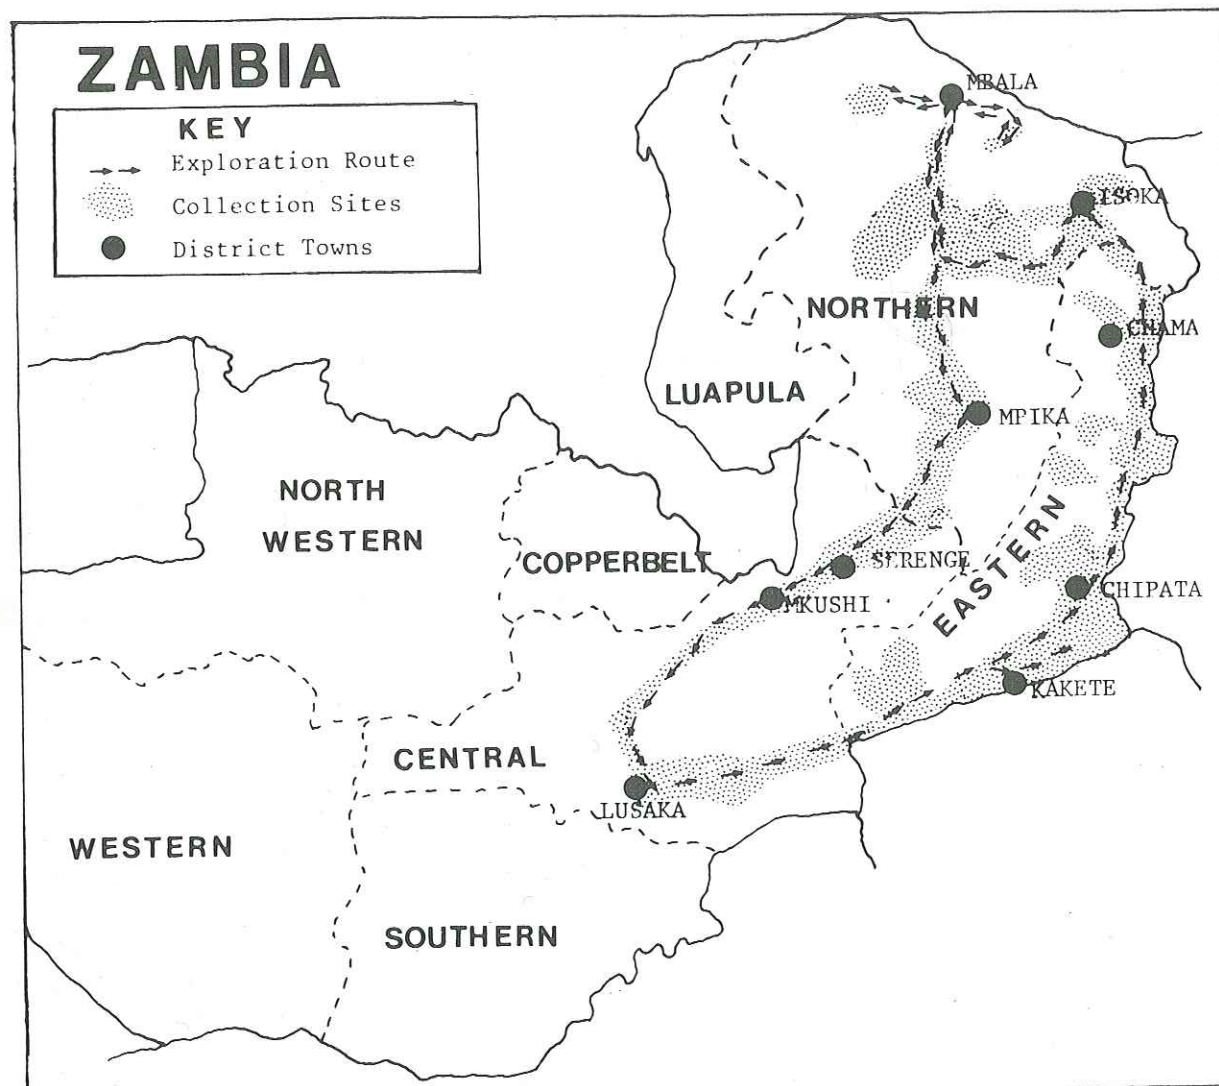 ZAMBIA
KEY
Exploration Route
Collection Sites
District Towns
MBALA
ISOKA
NORTHERN
CHAMA
LUAPULA
MPIKA
NORTH
WESTERN
COPPERBELT
SERENGE
EASTERN
CHIPATA
MKUSHI
KAKETE
CENTRAL
LUSAKA
WESTERN
SOUTHERN